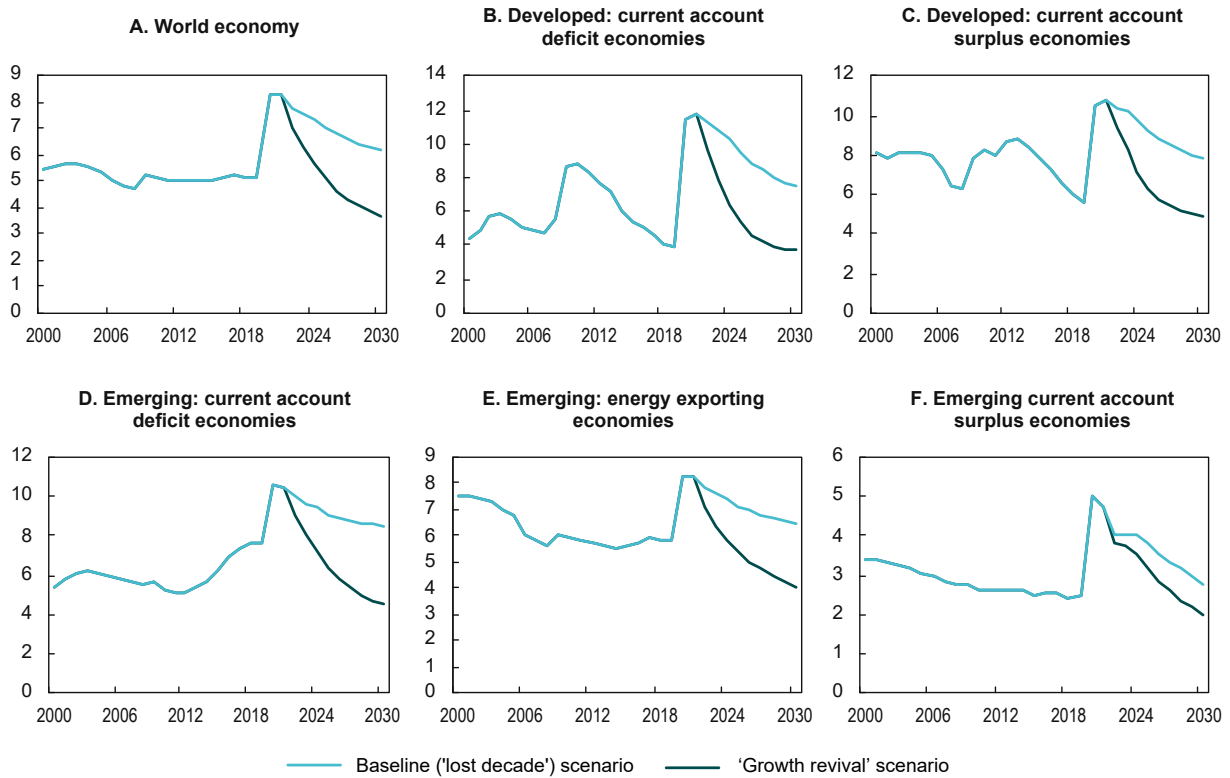 A. World economy
9
8
7
6
5
4
3
2
1
0
2000 2006 2012 2018 2024 2030
B. Developed: current account
deficit economies
14
12
10
8
6
4
2
0
2000 2006 2012 2018 2024 2030
C. Developed: current account
surplus economies
12
10
8
6
4
2
0
2000 2006 2012 2018 2024 2030
D. Emerging: current account
deficit economies
12
10
8
6
4
2
0
2000 2006 2012 2018 2024 2030
E. Emerging: energy exporting
economies
9
8
7
6
5
4
3
2
1
0
2000 2006 2012 2018 2024 2030
F. Emerging current account
surplus economies
6
5
4
3
2
1
0
2000 2006 2012 2018 2024 2030
Baseline ('lost decade') scenario
‘Growth revival’ scenario